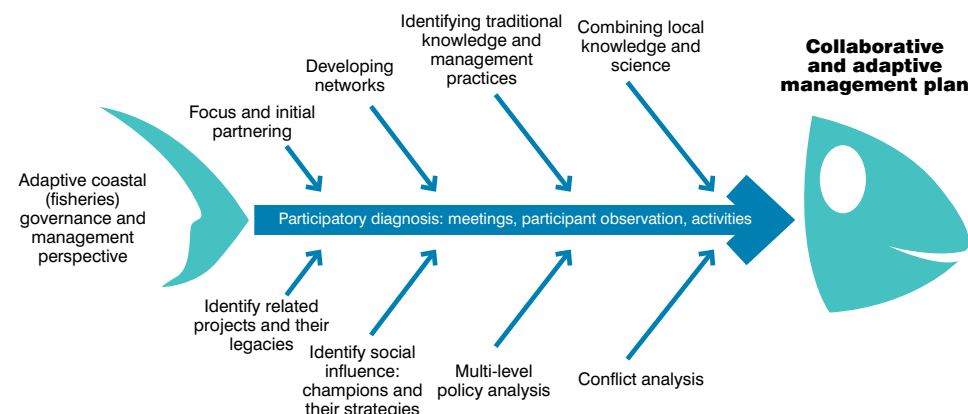 Identifying traditional
knowledge and
management
practices
Combining local
knowledge and
science
Collaborative
and adaptive
management plan
Developing
networks
Focus and initial
partnering
Adaptive coastal
(fisheries)
governance and
management
perspective
Participatory diagnosis: meetings, participant observation, activities
Identify related
projects and their
legacies
Identify social
influence:
champions and
their strategies
Multi-level
policy analysis
Conflict analysis